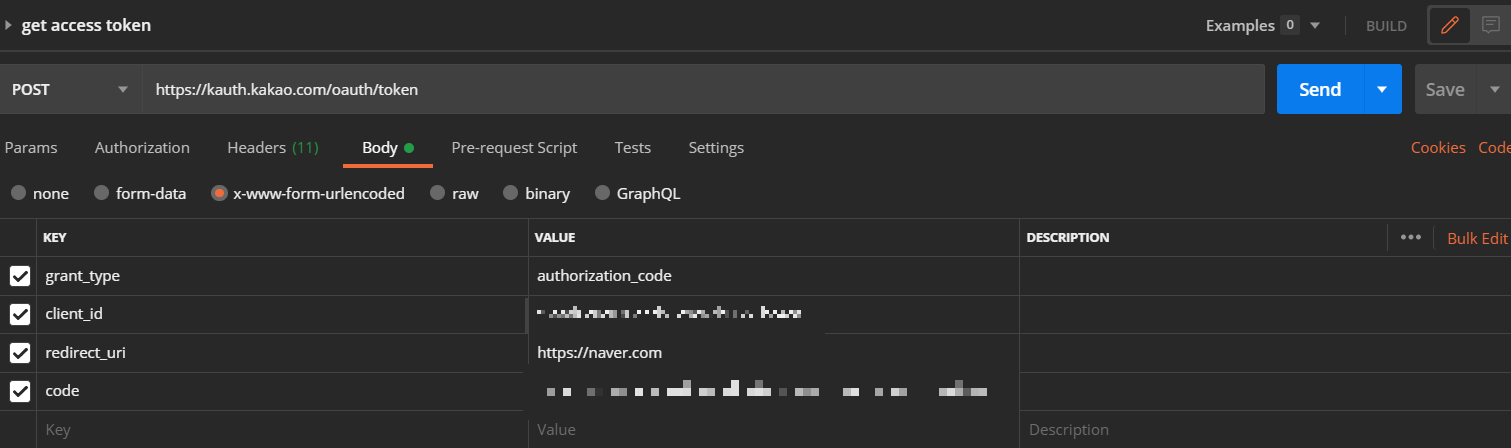 get access token Examples 0 BUILD
POST https://kauth.kakao.com/oauth/token Send Save
Params Authorization Headers (11) Body Pre-request Script Tests Settings Cookies Code
none form-data x-www-form-urlencoded raw binary GraphQL
KEY VALUE DESCRIPTION Bulk Edit
grant_type authorization_code
client_id
redirect_uri https://naver.com
code
Key Value Description